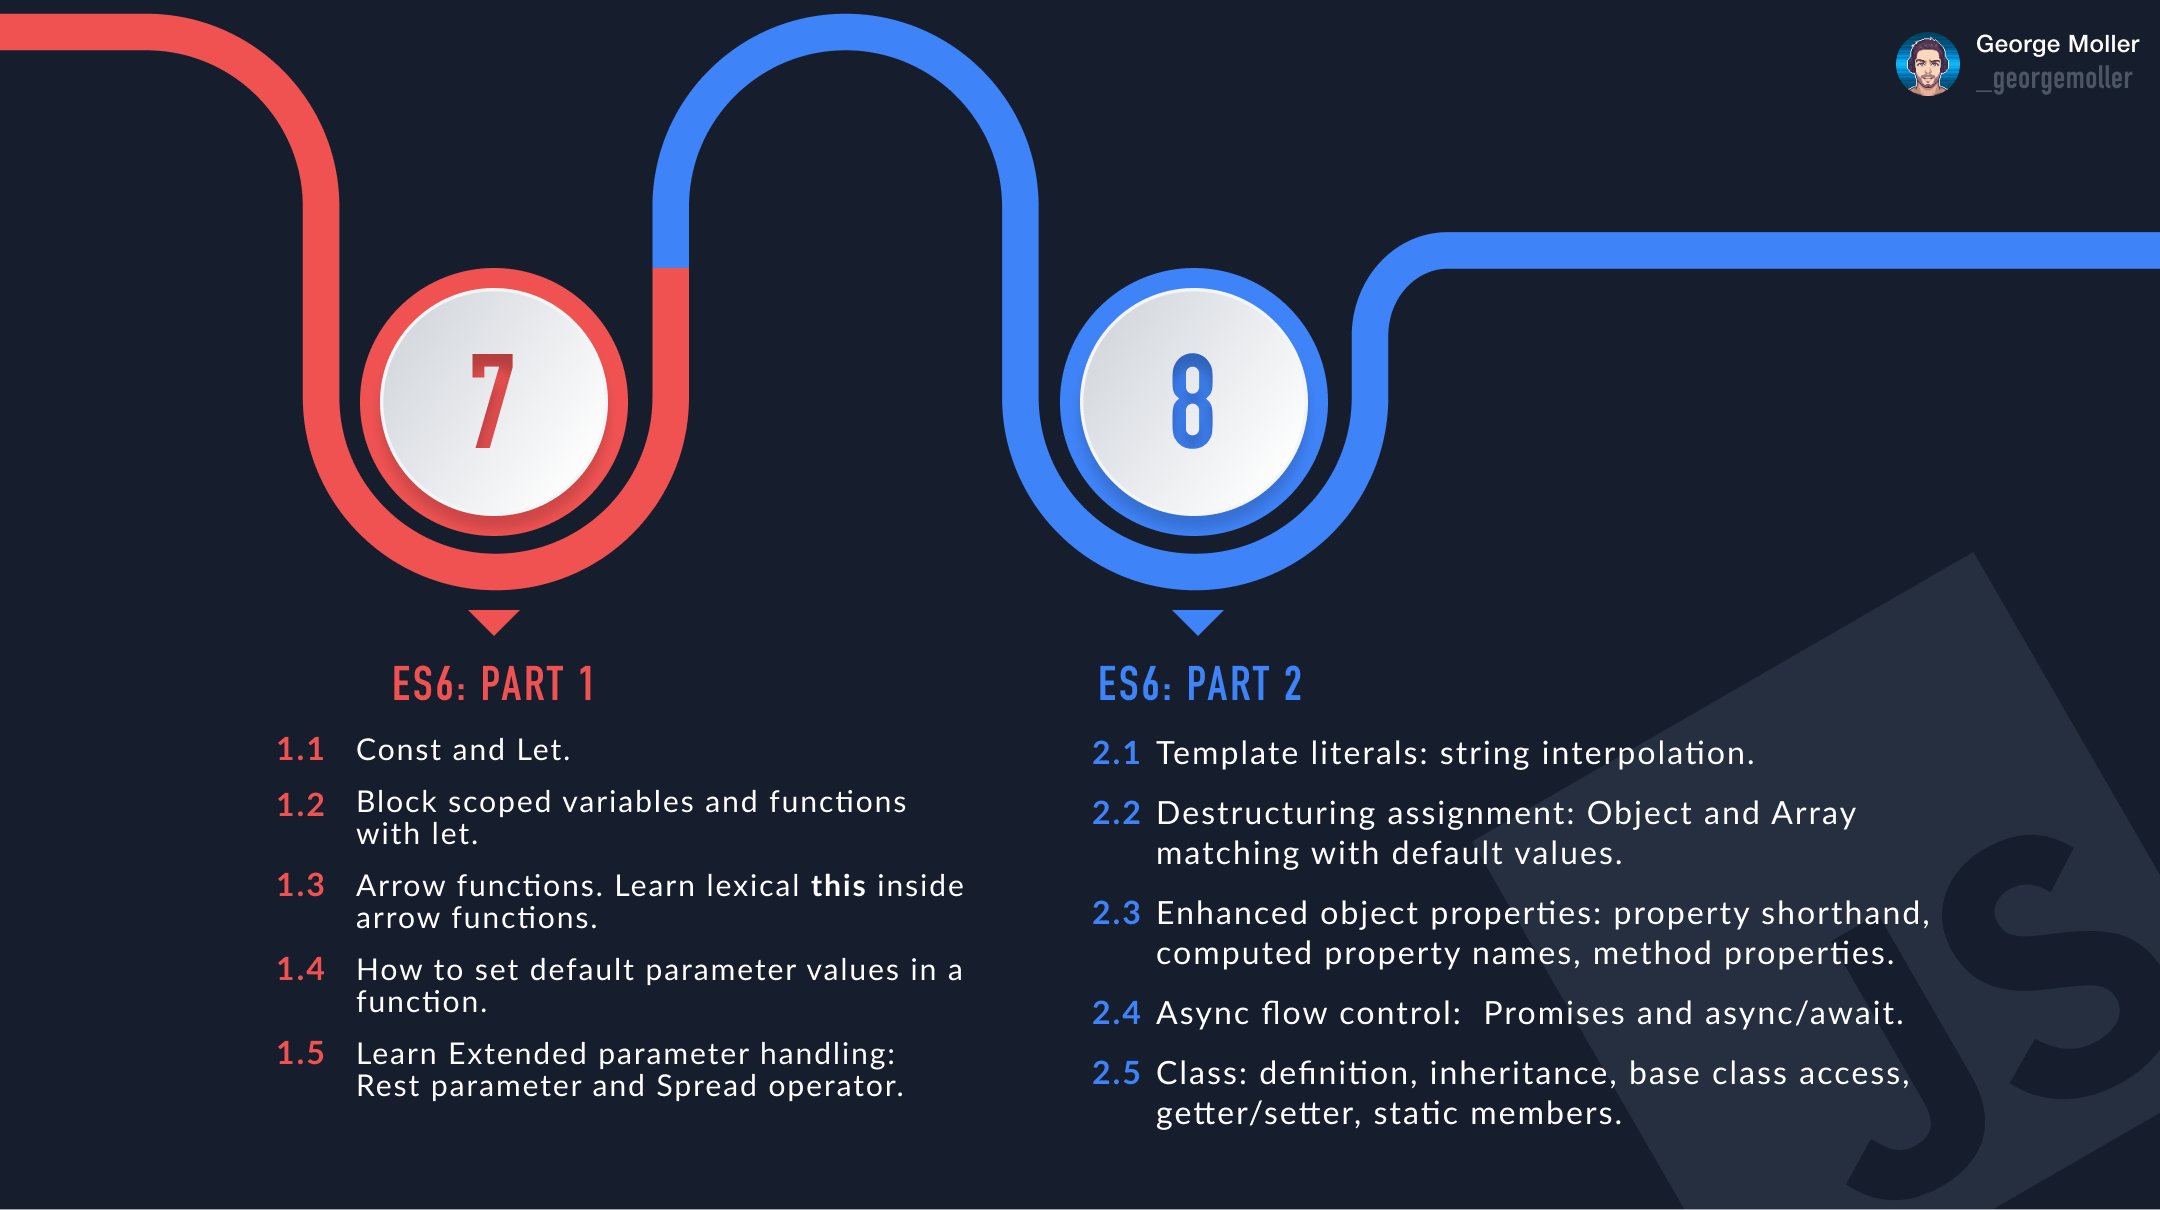 George Moller
_georgemoller
7
8
ES6: PART 1
1.1 Const and Let.
1.2 Block scoped variables and functions
with let.
1.3 Arrow functions. Learn lexical this inside
arrow functions.
1.4 How to set default parameter values in a
function.
1.5 Learn Extended parameter handling:
Rest parameter and Spread operator.
ES6: PART 2
2.1 Template literals: string interpolation.
2.2 Destructuring assignment: Object and Array
matching with default values.
2.3 Enhanced object properties: property shorthand,
computed property names, method properties.
2.4 Async flow control: Promises and async/await.
2.5 Class: definition, inheritance, base class access,
getter/setter, static members.
JS